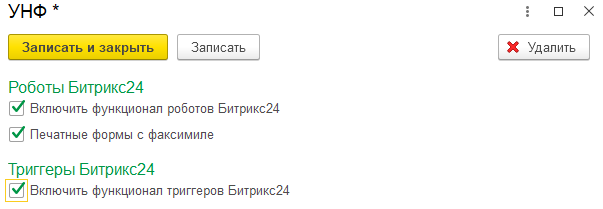 УНФ *
Записать и закрыть
Записать
Удалить
Роботы Битрикс24
Включить функционал роботов Битрикс24
Печатные формы с факсимиле
Триггеры Битрикс24
Включить функционал триггеров Битрикс24